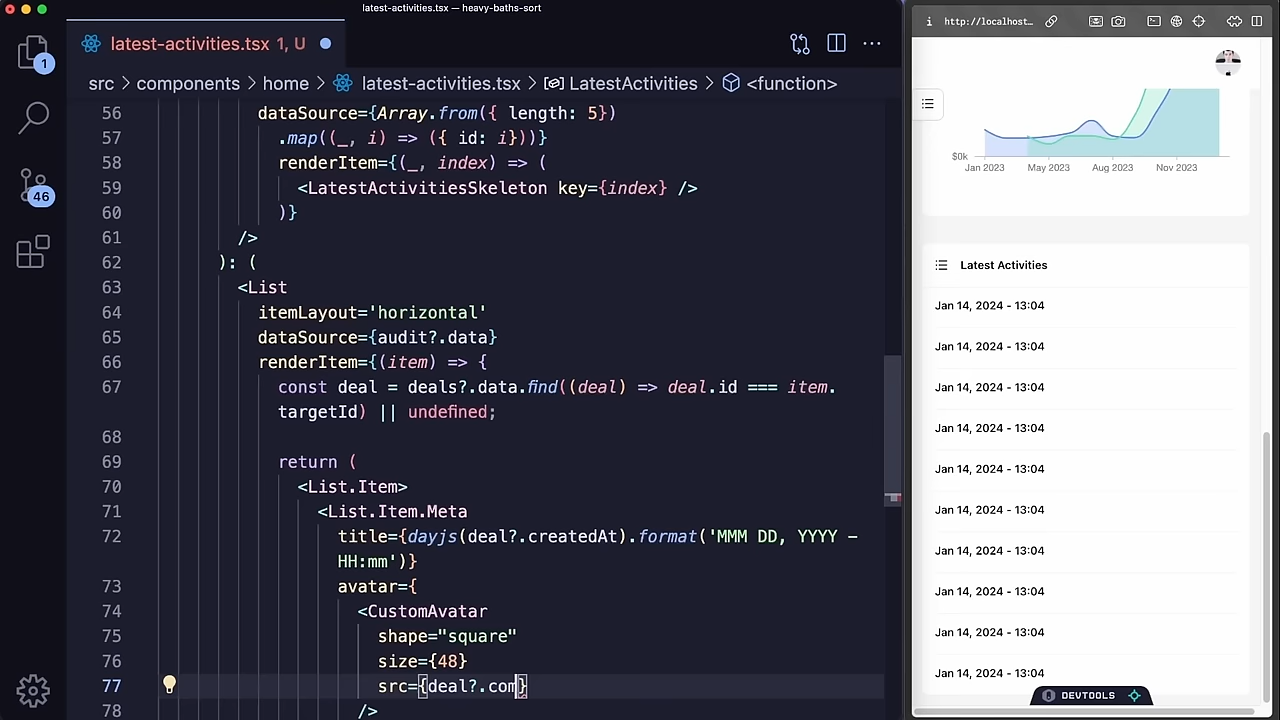 latest-activities.tsx — heavy-baths-sort
latest-activities.tsx 1, U
src > components > home > latest-activities.tsx > LatestActivities > <function>
1
46
56 dataSource={Array.from({ length: 5})
57 .map((_, i) => ({ id: i}))}
58 renderItem={(_, index) => (
59 <LatestActivitiesSkeleton key={index} />
60 )}
61 />
62 ): (
63 <List
64 itemLayout='horizontal'
65 dataSource={audit?.data}
66 renderItem={(item) => {
67 const deal = deals?.data.find((deal) => deal.id === item.
targetId) || undefined;
68
69 return (
70 <List.Item>
71 <List.Item.Meta
72 title={dayjs(deal?.createdAt).format('MMM DD, YYYY -
HH:mm')}
73 avatar={
74 <CustomAvatar
75 shape="square"
76 size={48}
77 src={deal?.com}
78 />
http://localhost…
$0k
Jan 2023 May 2023 Aug 2023 Nov 2023
Latest Activities
Jan 14, 2024 - 13:04
Jan 14, 2024 - 13:04
Jan 14, 2024 - 13:04
Jan 14, 2024 - 13:04
Jan 14, 2024 - 13:04
Jan 14, 2024 - 13:04
Jan 14, 2024 - 13:04
Jan 14, 2024 - 13:04
Jan 14, 2024 - 13:04
Jan 14, 2024 - 13:04
DEVTOOLS